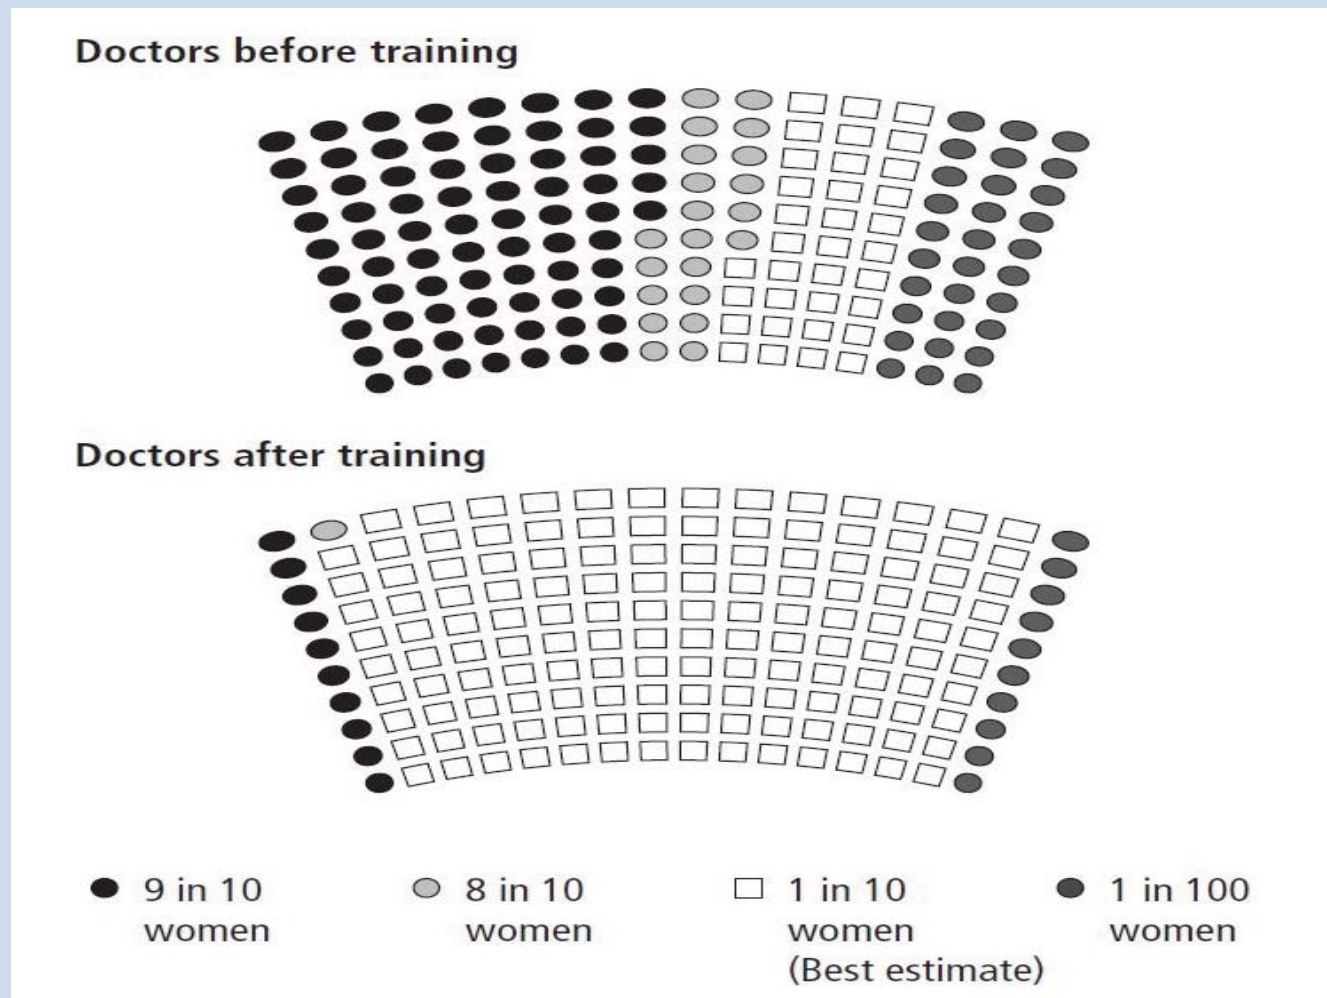 Doctors before training
Doctors after training
9 in 10
women
8 in 10
women
1 in 10
women
(Best estimate)
1 in 100
women